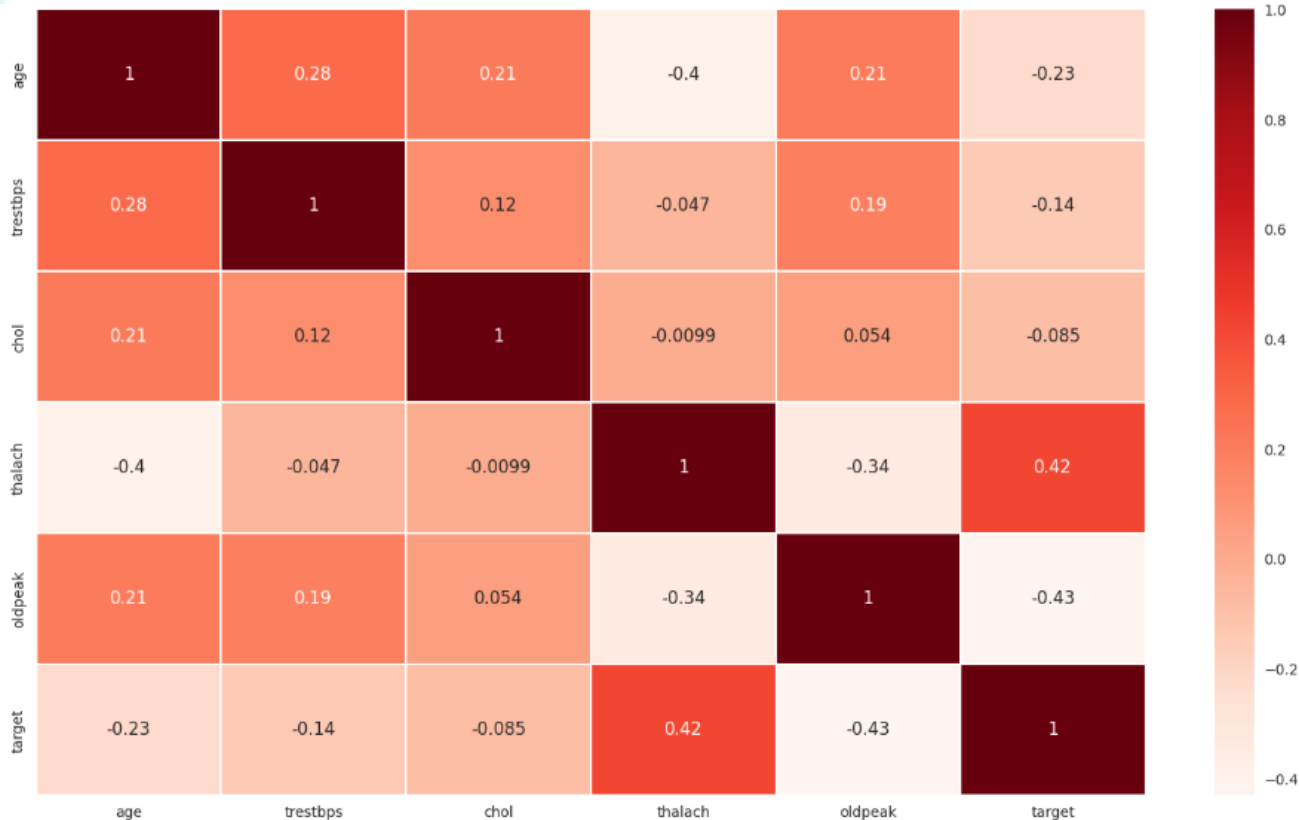 1.0
age 1 0.28 0.21 -0.4 0.21 -0.23
0.8
trestbps 0.28 1 0.12 -0.047 0.19 -0.14
0.6
chol 0.21 0.12 1 -0.0099 0.054 -0.085
0.4
0.2
thalach -0.4 -0.047 -0.0099 1 -0.34 0.42
0.0
oldpeak 0.21 0.19 0.054 -0.34 1 -0.43
−0.2
target -0.23 -0.14 -0.085 0.42 -0.43 1
−0.4
age trestbps chol thalach oldpeak target